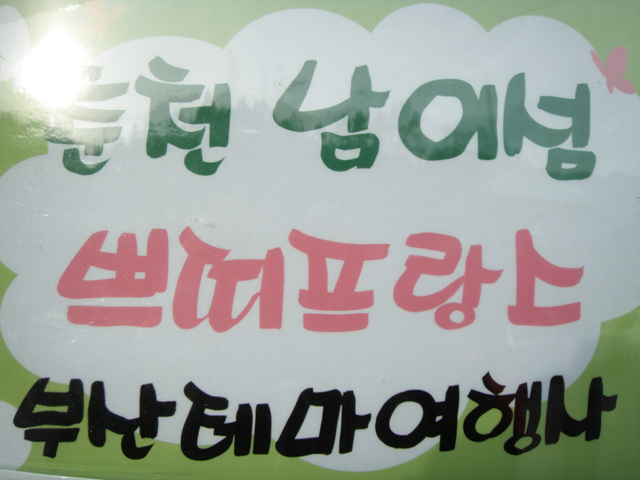 춘천 남이섬
쁘띠프랑스
부산테마여행사